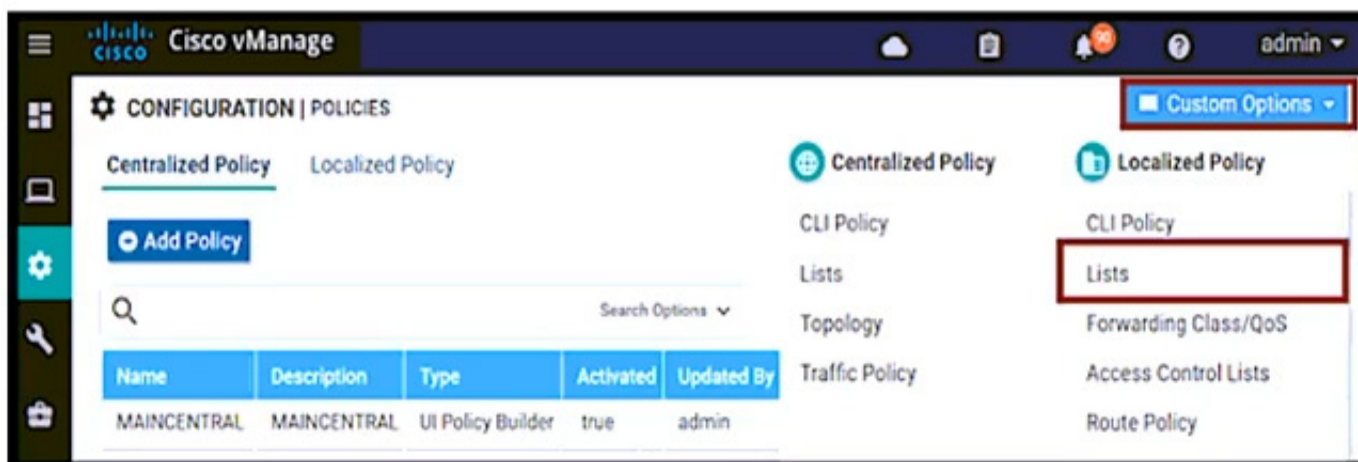 CISCO Cisco vManage 90 admin
CONFIGURATION | POLICIES Custom Options
Centralized Policy Localized Policy
Add Policy
Search Options
Name Description Type Activated Updated By
MAINCENTRAL MAINCENTRAL UI Policy Builder true admin
Centralized Policy
CLI Policy
Lists
Topology
Traffic Policy
Localized Policy
CLI Policy
Lists
Forwarding Class/QoS
Access Control Lists
Route Policy